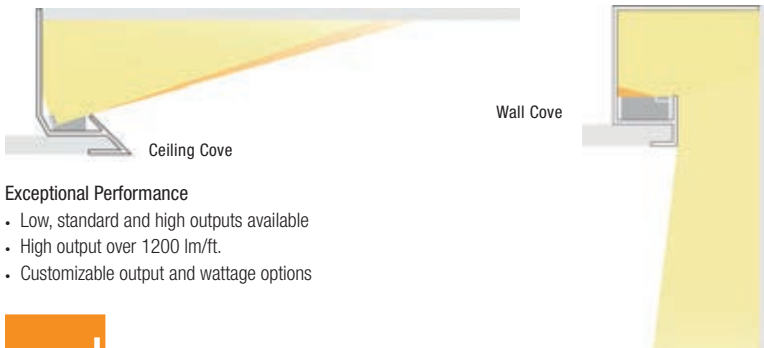 Wall Cove
Ceiling Cove
Exceptional Performance
• Low, standard and high outputs available
• High output over 1200 lm/ft.
• Customizable output and wattage options